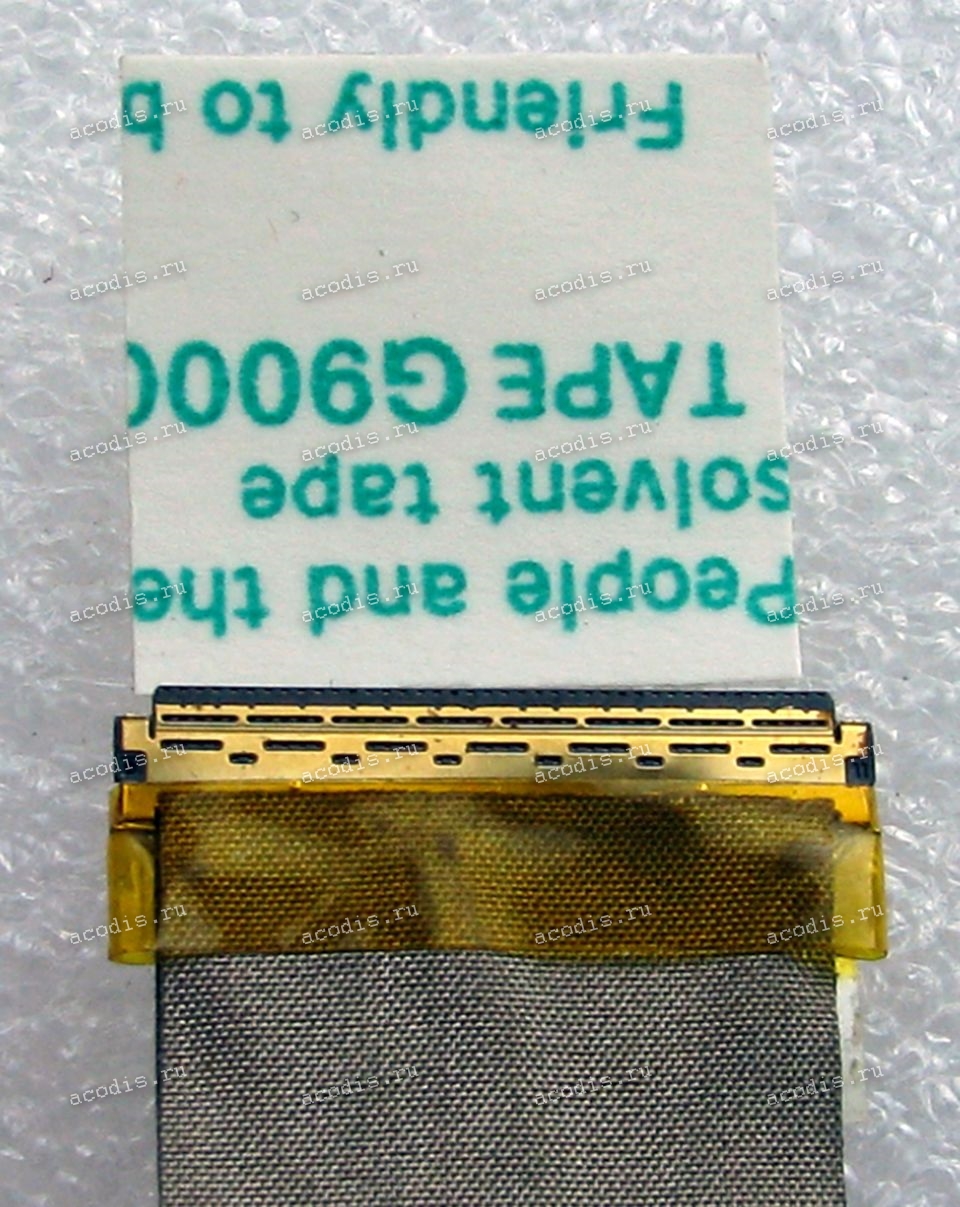 People and the
solvent tape
TAPE G900
Friendly to b
acodis.ru